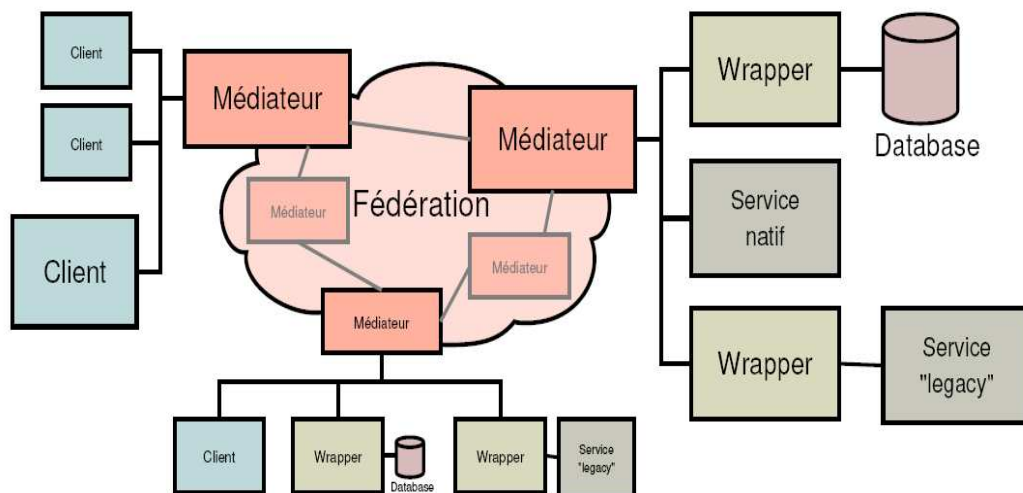 Client
Client
Client
Médiateur
Médiateur
Médiateur
Fédération
Médiateur
Médiateur
Wrapper
Database
Service
natif
Wrapper
Service
"legacy"
Client
Wrapper
Database
Wrapper
Service
"legacy"